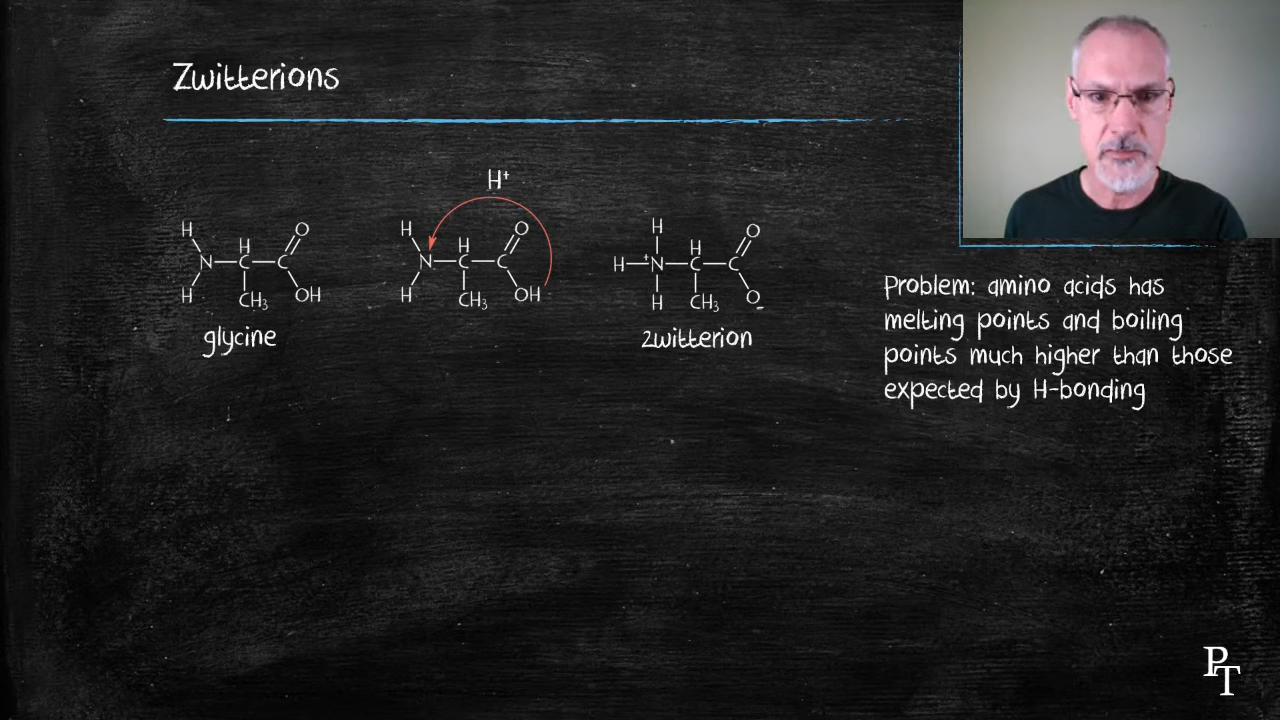 Zwitterions
H⁺
H H O
N C C
H CH₃ OH
glycine
H H O
N C C
H CH₃ OH
H H O
H ⁺N C C
H CH₃ O⁻
zwitterion
Problem: amino acids has
melting points and boiling
points much higher than those
expected by H-bonding
PT